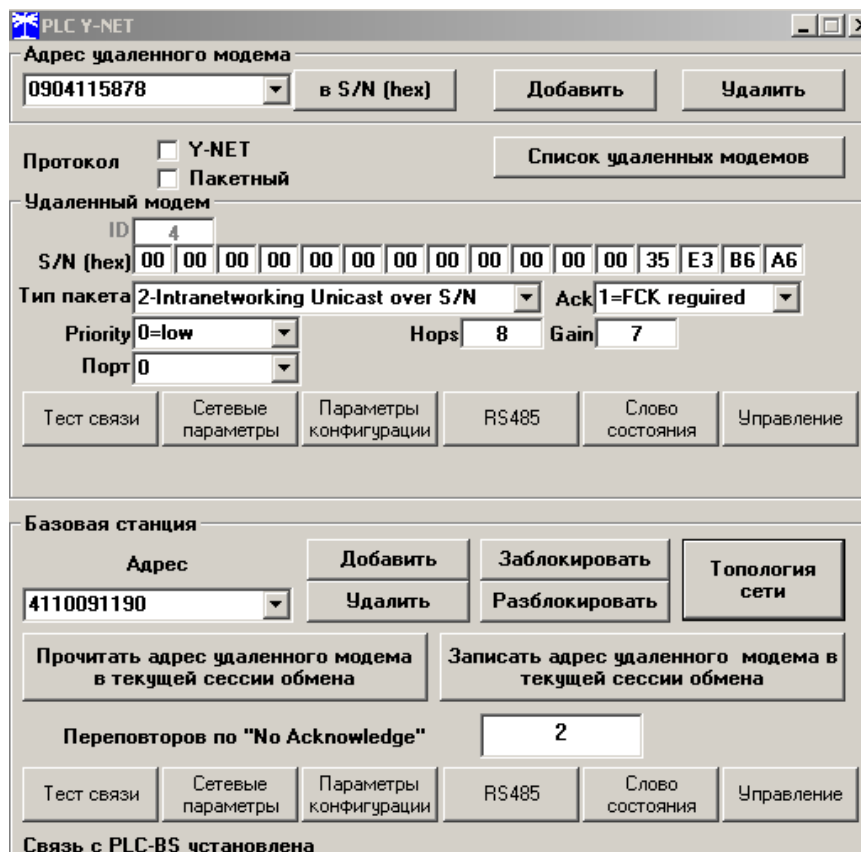 PLC Y-NET
Адрес удаленного модема
0904115878 в S/N (hex) Добавить Удалить
Протокол Y-NET
Пакетный
Список удаленных модемов
Удаленный модем
ID 4
S/N (hex) 00 00 00 00 00 00 00 00 00 00 00 00 35 E3 B6 A6
Тип пакета 2-Intranetworking Unicast over S/N Ack 1=FCK reguired
Priority 0=low Hops 8 Gain 7
Порт 0
Тест связи Сетевые параметры Параметры конфигурации RS485 Слово состояния Управление
Базовая станция
Адрес Добавить Заблокировать Топология сети
4110091190 Удалить Разблокировать
Прочитать адрес удаленного модема в текущей сессии обмена
Записать адрес удаленного модема в текущей сессии обмена
Переповторов по "No Acknowledge" 2
Тест связи Сетевые параметры Параметры конфигурации RS485 Слово состояния Управление
Связь с PLC-BS установлена